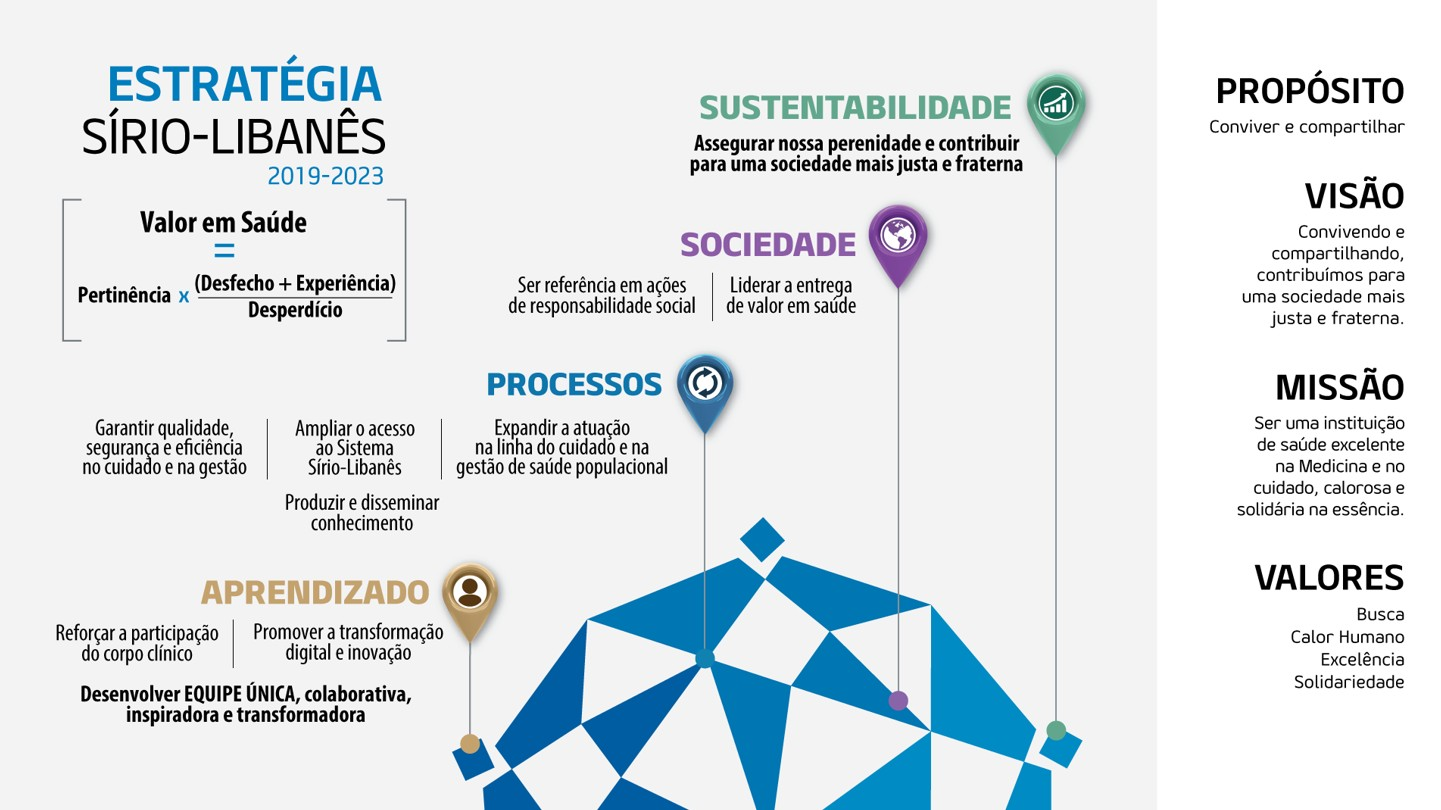 ESTRATÉGIA
SÍRIO-LIBANÊS
2019-2023
Valor em Saúde
=
Pertinência x (Desfecho + Experiência)
Desperdício
SUSTENTABILIDADE
Assegurar nossa perenidade e contribuir
para uma sociedade mais justa e fraterna
SOCIEDADE
Ser referência em ações
de responsabilidade social
Liderar a entrega
de valor em saúde
PROCESSOS
Garantir qualidade,
segurança e eficiência
no cuidado e na gestão
Ampliar o acesso
ao Sistema
Sírio-Libanês
Expandir a atuação
na linha do cuidado e na
gestão de saúde populacional
Produzir e disseminar
conhecimento
APRENDIZADO
Reforçar a participação
do corpo clínico
Promover a transformação
digital e inovação
Desenvolver EQUIPE ÚNICA, colaborativa,
inspiradora e transformadora
PROPÓSITO
Conviver e compartilhar
VISÃO
Convivendo e
compartilhando,
contribuímos para
uma sociedade mais
justa e fraterna.
MISSÃO
Ser uma instituição
de saúde excelente
na Medicina e no
cuidado, calorosa e
solidária na essência.
VALORES
Busca
Calor Humano
Excelência
Solidariedade